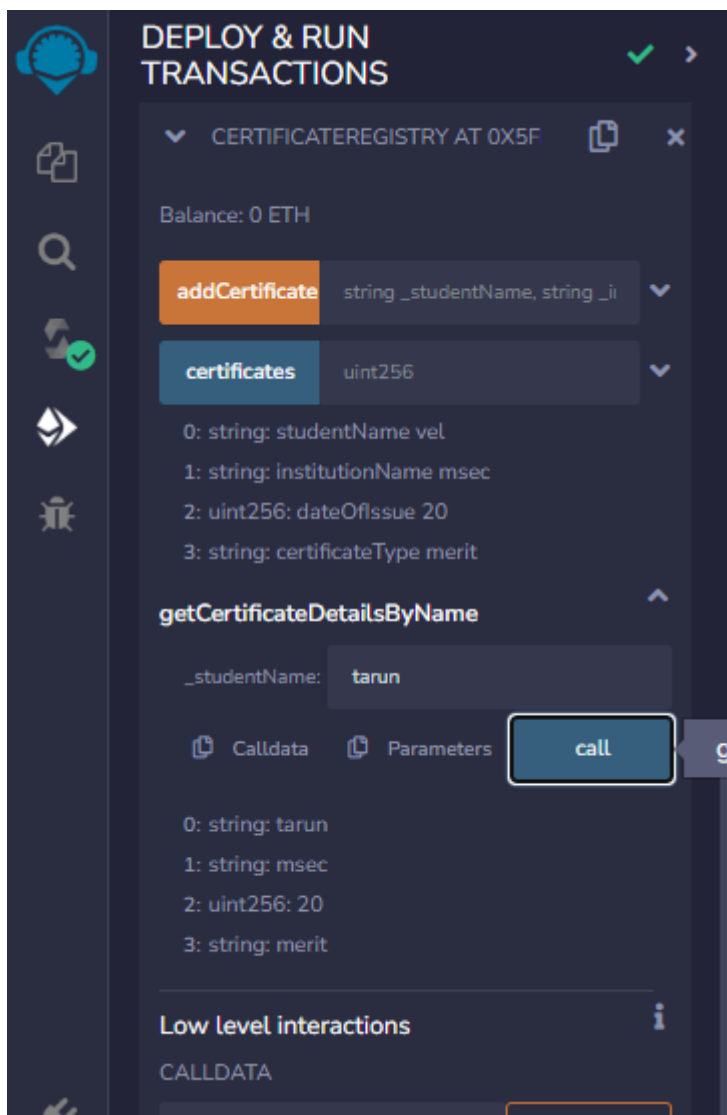 DEPLOY & RUN
TRANSACTIONS
CERTIFICATEREGISTRY AT 0X5F
Balance: 0 ETH
addCertificate string _studentName, string _i
certificates uint256
0: string: studentName vel
1: string: institutionName msec
2: uint256: dateOfIssue 20
3: string: certificateType merit
getCertificateDetailsByName
_studentName: tarun
Calldata Parameters call g
0: string: tarun
1: string: msec
2: uint256: 20
3: string: merit
Low level interactions
CALLDATA